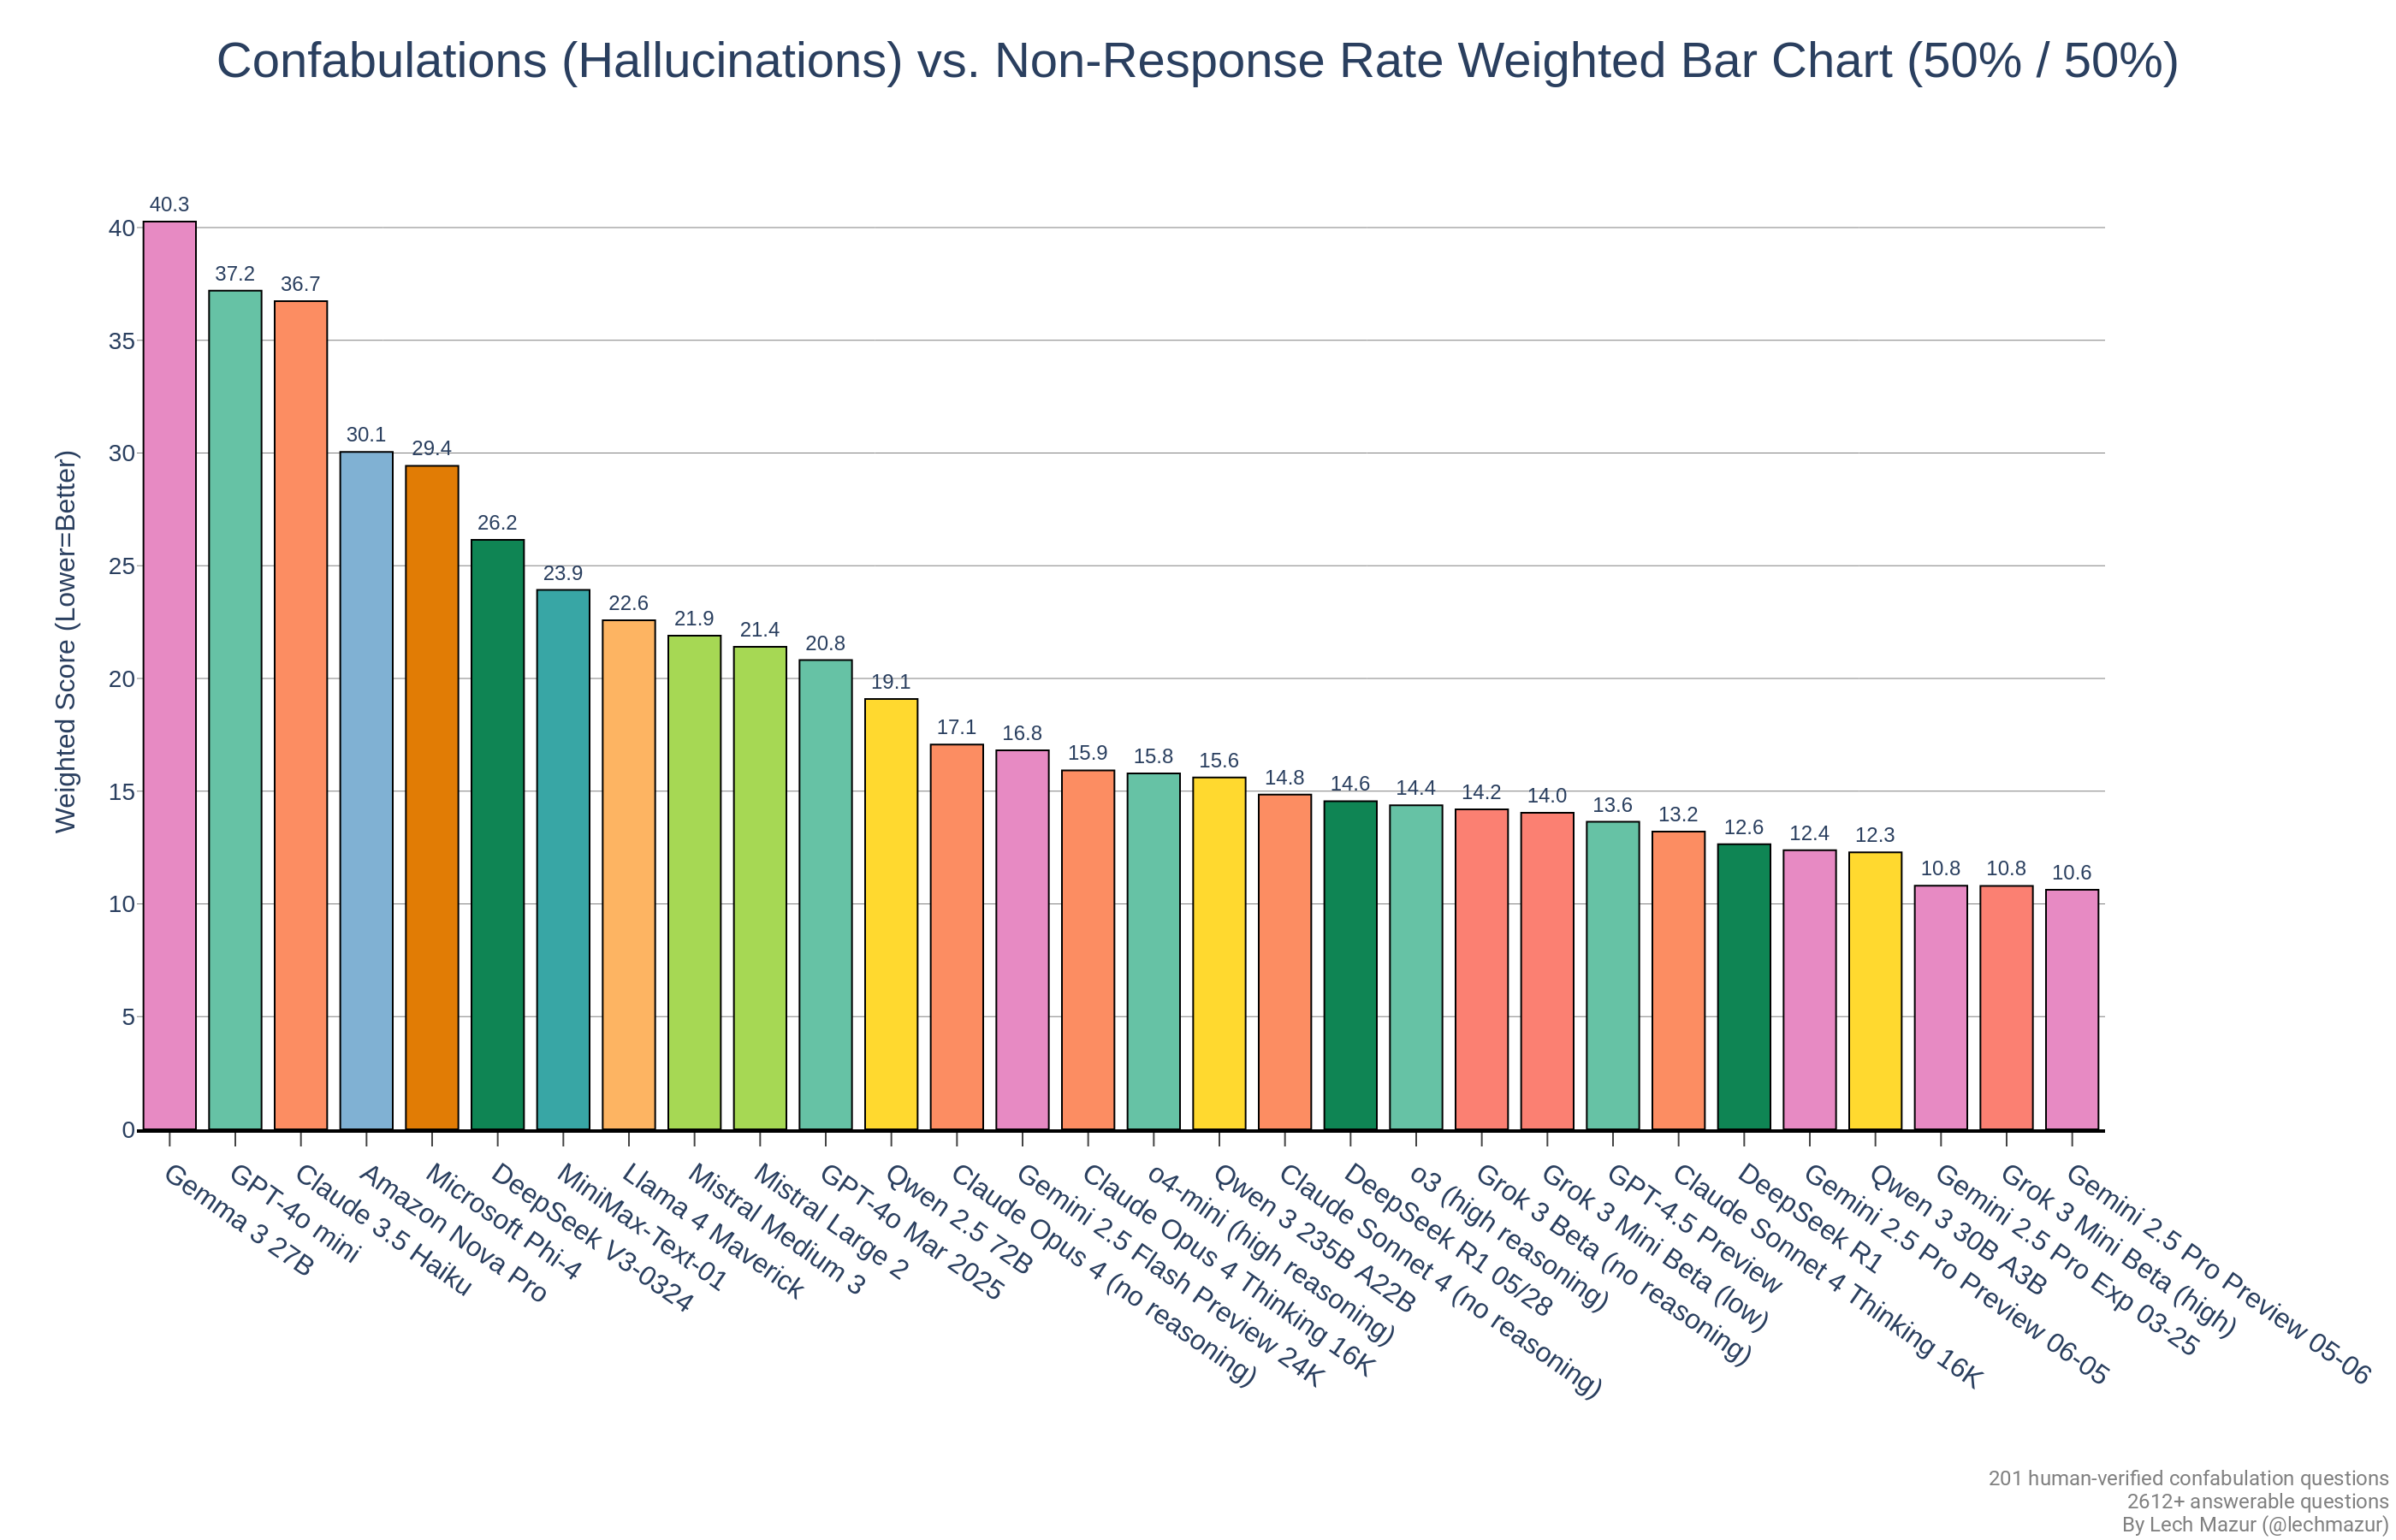 Confabulations (Hallucinations) vs. Non-Response Rate Weighted Bar Chart (50% / 50%)
Weighted Score (Lower=Better)
40
35
30
25
20
15
10
5
0
40.3
37.2
36.7
30.1
29.4
26.2
23.9
22.6
21.9
21.4
20.8
19.1
17.1
16.8
15.9
15.8
15.6
14.8
14.6
14.4
14.2
14.0
13.6
13.2
12.6
12.4
12.3
10.8
10.8
10.6
Gemma 3 27B
GPT-4o mini
Claude 3.5 Haiku
Amazon Nova Pro
Microsoft Phi-4
DeepSeek V3-0324
MiniMax-Text-01
Llama 4 Maverick
Mistral Medium 3
Mistral Large 2
GPT-4o Mar 2025
Qwen 2.5 72B
Claude Opus 4 (no reasoning)
Gemini 2.5 Flash Preview 24K
Claude Opus 4 Thinking 16K
o4-mini (high reasoning)
Qwen 3 235B A22B
Claude Sonnet 4 (no reasoning)
DeepSeek R1 05/28
o3 (high reasoning)
Grok 3 Beta (no reasoning)
Grok 3 Mini Beta (low)
GPT-4.5 Preview
Claude Sonnet 4 Thinking 16K
DeepSeek R1
Gemini 2.5 Pro Preview 06-05
Qwen 3 30B A3B
Gemini 2.5 Pro Exp 03-25
Grok 3 Mini Beta (high)
Gemini 2.5 Pro Preview 05-06
201 human-verified confabulation questions
2612+ answerable questions
By Lech Mazur (@lechmazur)